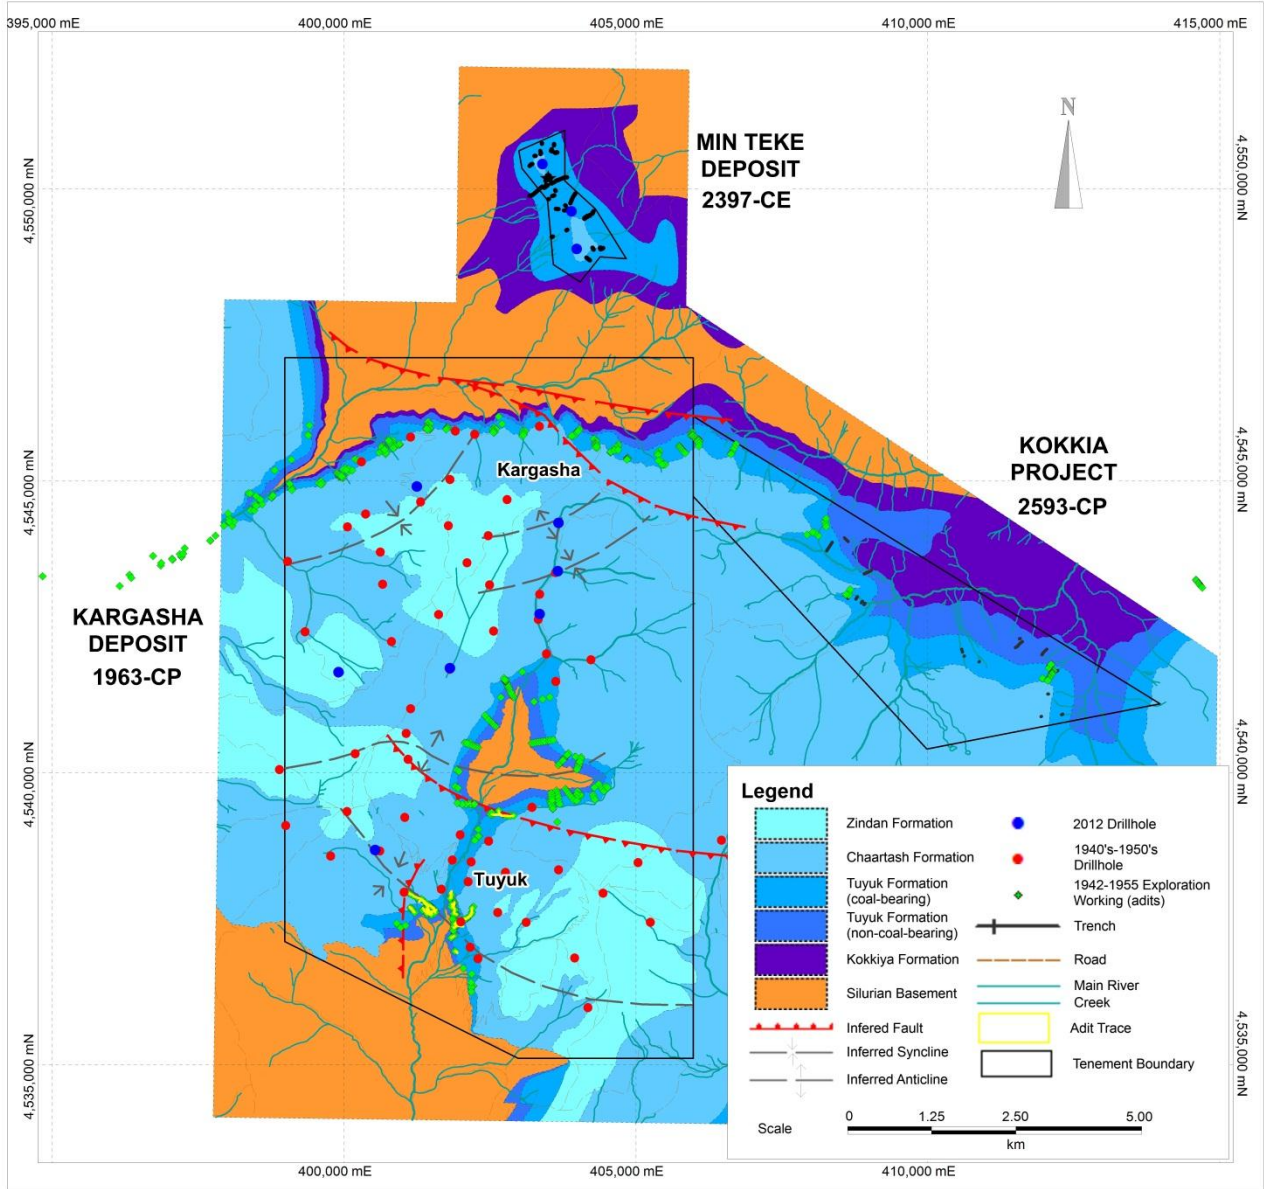 395,000 mE
400,000 mE
405,000 mE
410,000 mE
415,000 mE
N
4,550,000 mN
4,550,000 mN
MIN TEKE
DEPOSIT
2397-CE
4,545,000 mN
4,545,000 mN
Kargasha
KOKKIA
PROJECT
2593-CP
KARGASHA
DEPOSIT
1963-CP
4,540,000 mN
4,540,000 mN
Tuyuk
4,535,000 mN
4,535,000 mN
Legend
Zindan Formation
Chaartash Formation
Tuyuk Formation
(coal-bearing)
Tuyuk Formation
(non-coal-bearing)
Kokkiya Formation
Silurian Basement
Infered Fault
Inferred Syncline
Inferred Anticline
2012 Drillhole
1940's-1950's
Drillhole
1942-1955 Exploration
Working (adits)
Trench
Road
Main River
Creek
Adit Trace
Tenement Boundary
Scale
0 1.25 2.50 5.00
km
400,000 mE
405,000 mE
410,000 mE